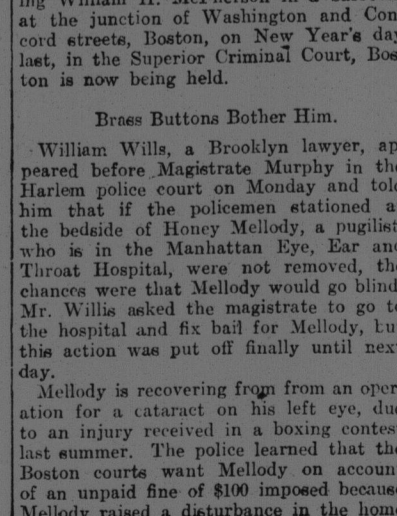 ing William H. McPherson in a
at the junction of Washington and Con
cord streets, Boston, on New Year's day
last, in the Superior Criminal Court, Bos
ton is now being held.
Brass Buttons Bother Him.
William Wills, a Brooklyn lawyer, ap
peared before Magistrate Murphy in the
Harlem police court on Monday and told
him that if the policemen stationed a
the bedside of Honey Mellody, a pugilist
who is in the Manhattan Eye, Ear and
Throat Hospital, were not removed, the
chances were that Mellody would go blind
Mr. Willis asked the magistrate to go to
the hospital and fix bail for Mellody, bu
this action was put off finally until nex
day.
Mellody is recovering from from an oper
ation for a cataract on his left eye, due
to an injury received in a boxing contes
last summer. The police learned that the
Boston courts want Mellody on accoun
of an unpaid fine of $100 imposed because
Mellody raised a disturbance in the home